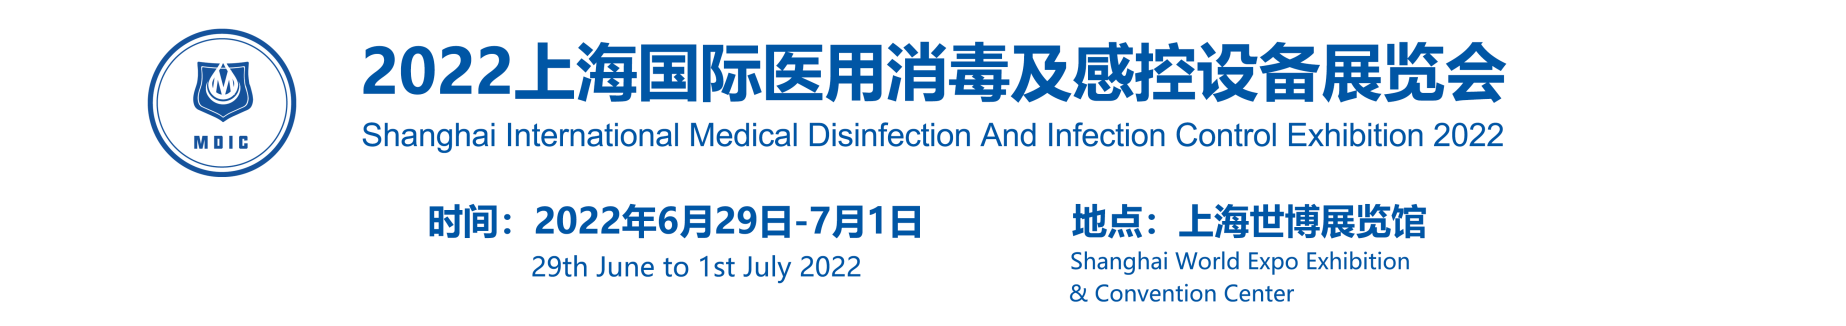 MDIC
2022上海国际医用消毒及感控设备展览会
Shanghai International Medical Disinfection And Infection Control Exhibition 2022
时间：2022年6月29日-7月1日
29th June to 1st July 2022
地点：上海世博展览馆
Shanghai World Expo Exhibition
& Convention Center